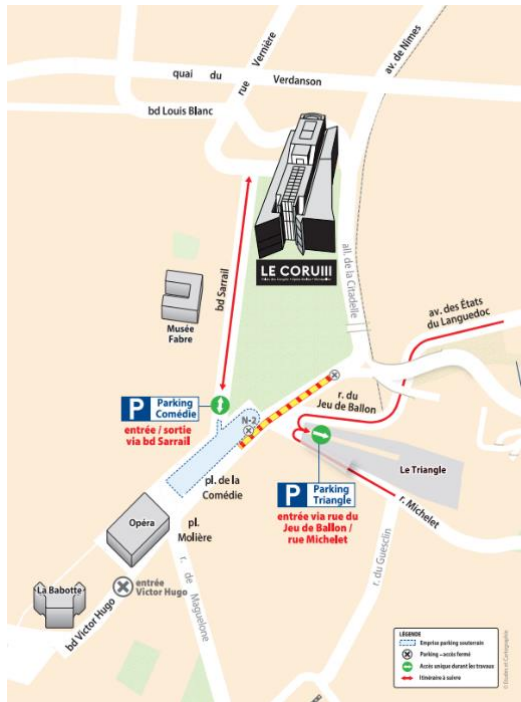 quai du Verdanson
rue Vernière
av. de Nîmes
bd Louis Blanc
LE CORUM
all. de la Citadelle
bd Sarrail
Musée
Fabre
av. des États
du Languedoc
P Parking
Comédie
entrée / sortie
via bd Sarrail
N-2
r. du
Jeu de Ballon
Le Triangle
P Parking
Triangle
entrée via rue du
Jeu de Ballon /
rue Michelet
r. Michelet
pl. de la
Comédie
Opéra
pl.
Molière
r. de Maguelone
r. du Guesclin
La Babotte
entrée
Victor Hugo
bd Victor Hugo
LÉGENDE
Emprise parking souterrain
Parking - accès fermé
Accès unique durant les travaux
Itinéraire à suivre
© Études et Cartographie